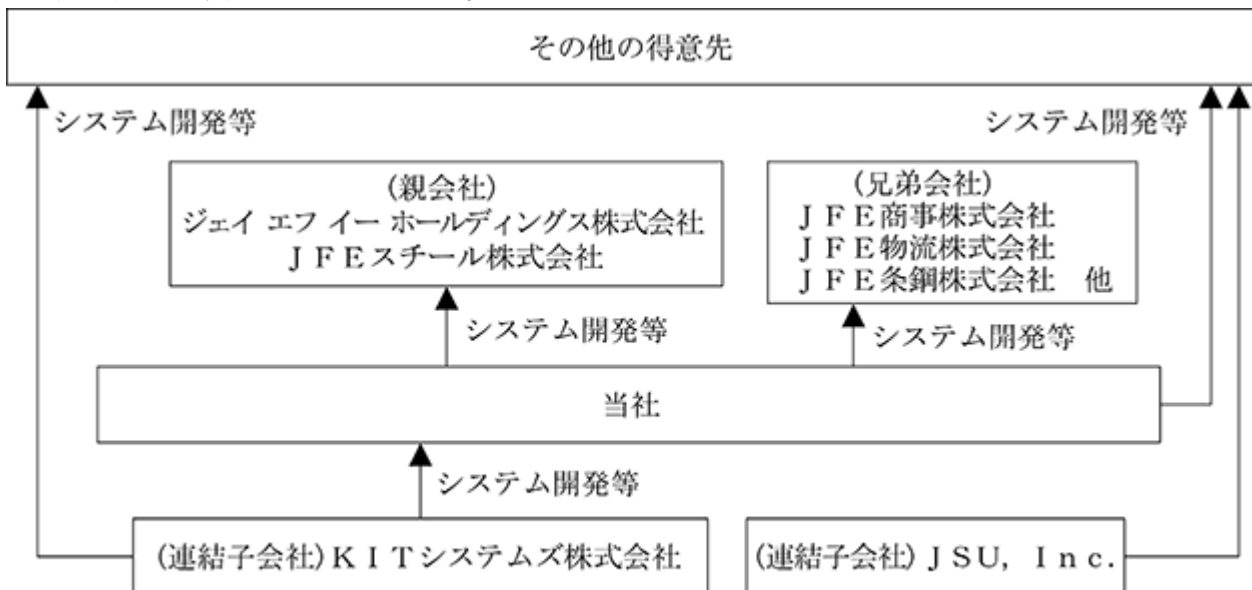 その他の得意先
システム開発等
システム開発等
(親会社)
ジェイ エフ イー ホールディングス株式会社
ＪＦＥスチール株式会社
(兄弟会社)
ＪＦＥ商事株式会社
ＪＦＥ物流株式会社
ＪＦＥ条鋼株式会社　他
システム開発等
システム開発等
当社
システム開発等
(連結子会社)ＫＩＴシステムズ株式会社
(連結子会社)ＪＳＵ，Ｉｎｃ．